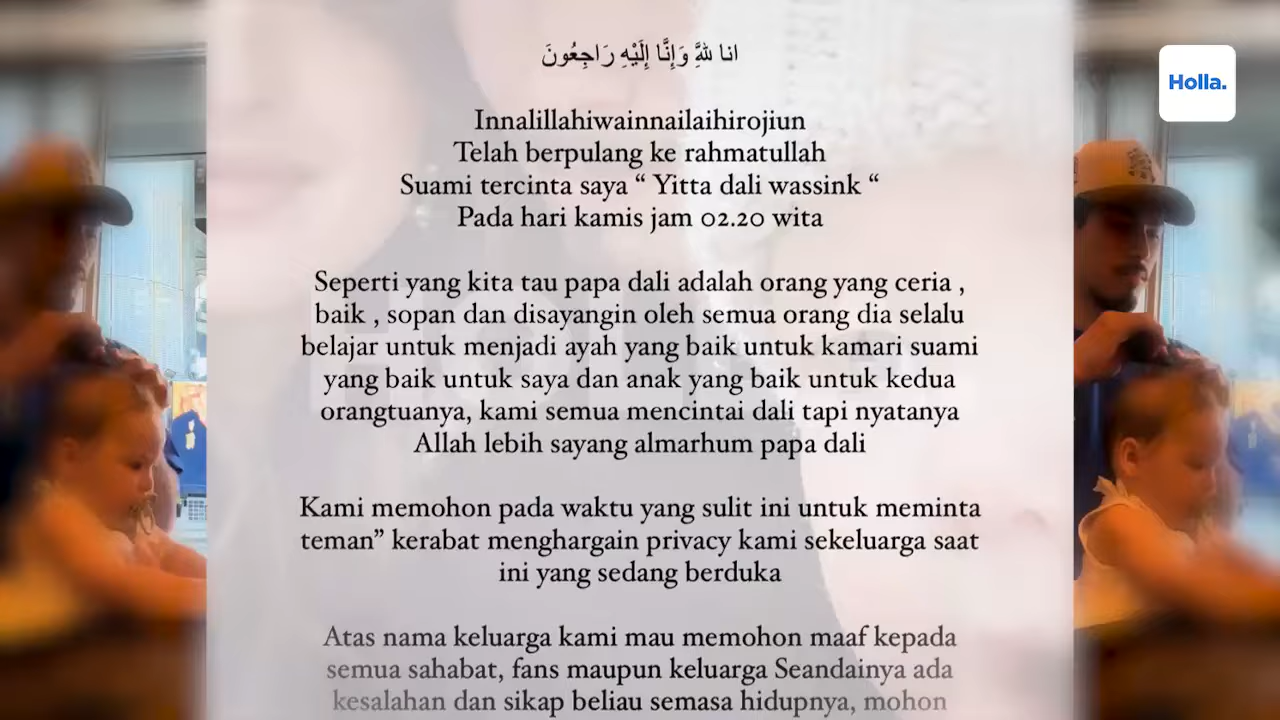 انا لله وَإِنَّا إِلَيْهِ رَاجِعُونَ
Holla.
Innalillahiwainnailaihirojiun
Telah berpulang ke rahmatullah
Suami tercinta saya “ Yitta dali wassink “
Pada hari kamis jam 02.20 wita
Seperti yang kita tau papa dali adalah orang yang ceria ,
baik , sopan dan disayangin oleh semua orang dia selalu
belajar untuk menjadi ayah yang baik untuk kamari suami
yang baik untuk saya dan anak yang baik untuk kedua
orangtuanya, kami semua mencintai dali tapi nyatanya
Allah lebih sayang almarhum papa dali
Kami memohon pada waktu yang sulit ini untuk meminta
teman” kerabat menghargain privacy kami sekeluarga saat
ini yang sedang berduka
Atas nama keluarga kami mau memohon maaf kepada
semua sahabat, fans maupun keluarga Seandainya ada
kesalahan dan sikap beliau semasa hidupnya, mohon